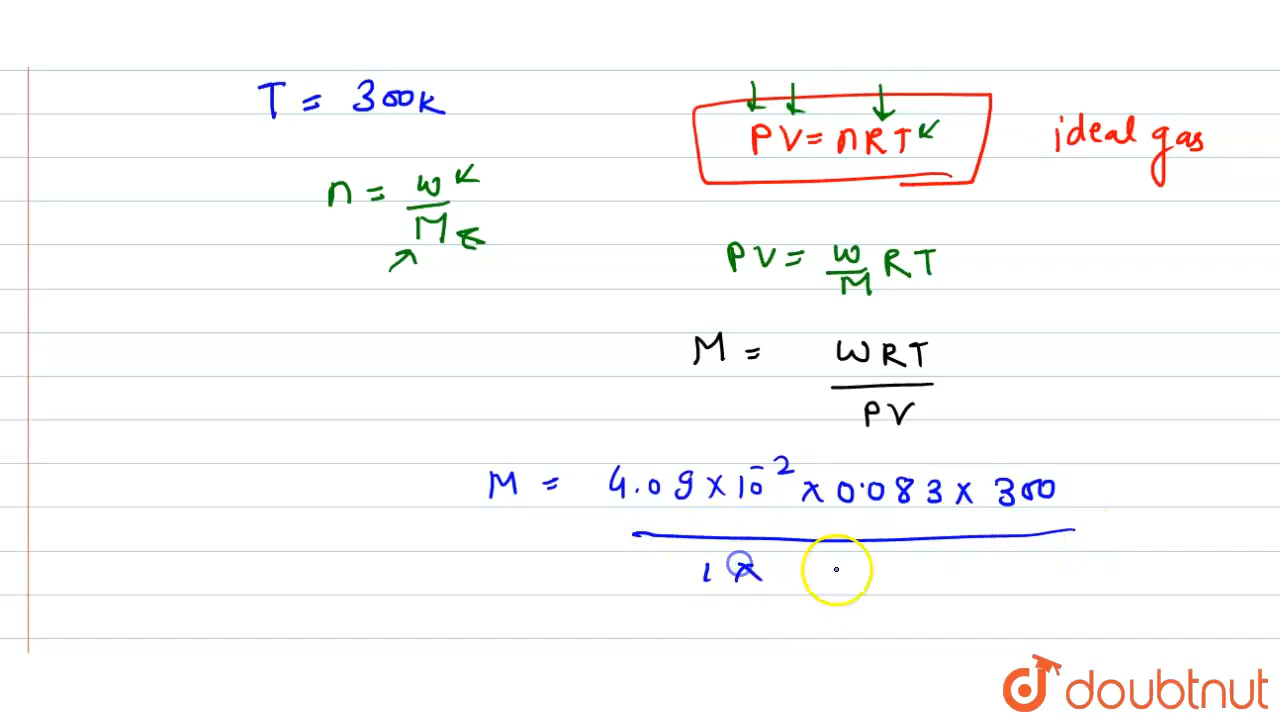 T = 300K
PV = nRT
ideal gas
n = w/M
PV = w/M RT
M = WRT/PV
M = 4.09 × 10⁻² × 0.083 × 300
1 ×
doubtnut